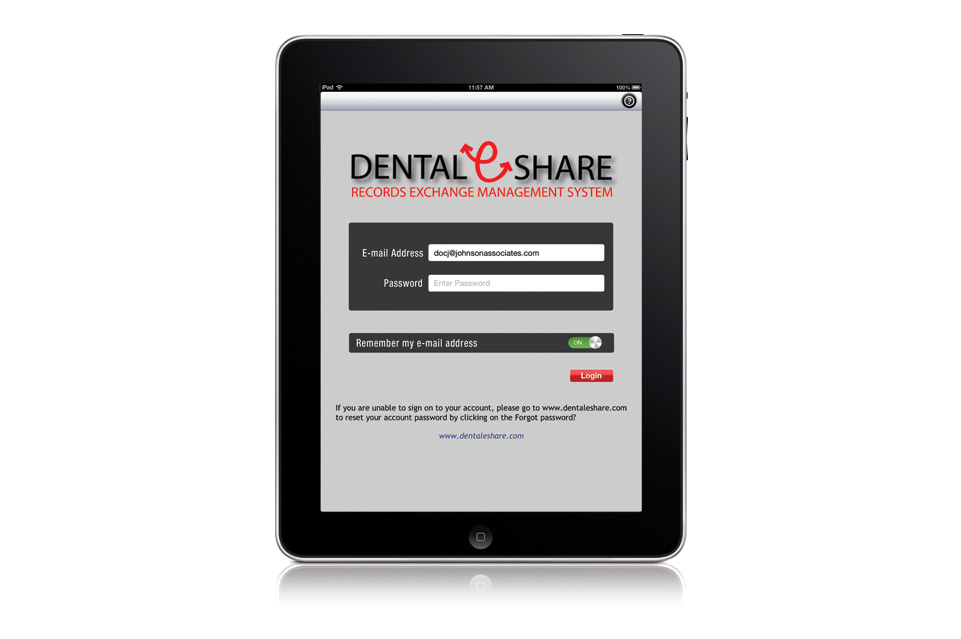 iPad 11:57 AM 100%
?
DENTAL e SHARE
RECORDS EXCHANGE MANAGEMENT SYSTEM
E-mail Address docj@johnsonassociates.com
Password Enter Password
Remember my e-mail address ON
Login
If you are unable to sign on to your account, please go to www.dentaleshare.com
to reset your account password by clicking on the Forgot password?
www.dentaleshare.com